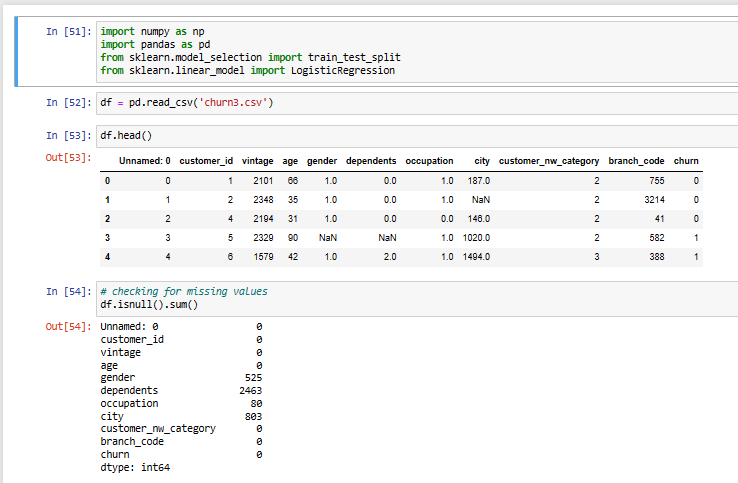 In [51]: import numpy as np
import pandas as pd
from sklearn.model_selection import train_test_split
from sklearn.linear_model import LogisticRegression
In [52]: df = pd.read_csv('churn3.csv')
In [53]: df.head()
Out[53]:
Unnamed: 0 customer_id vintage age gender dependents occupation city customer_nw_category branch_code churn
0 0 1 2101 66 1.0 0.0 1.0 187.0 2 755 0
1 1 2 2348 35 1.0 0.0 1.0 NaN 2 3214 0
2 2 4 2194 31 1.0 0.0 0.0 146.0 2 41 0
3 3 5 2329 90 NaN NaN 1.0 1020.0 2 582 1
4 4 6 1579 42 1.0 2.0 1.0 1494.0 3 388 1
In [54]: # checking for missing values
df.isnull().sum()
Out[54]: Unnamed: 0 0
customer_id 0
vintage 0
age 0
gender 525
dependents 2463
occupation 80
city 803
customer_nw_category 0
branch_code 0
churn 0
dtype: int64